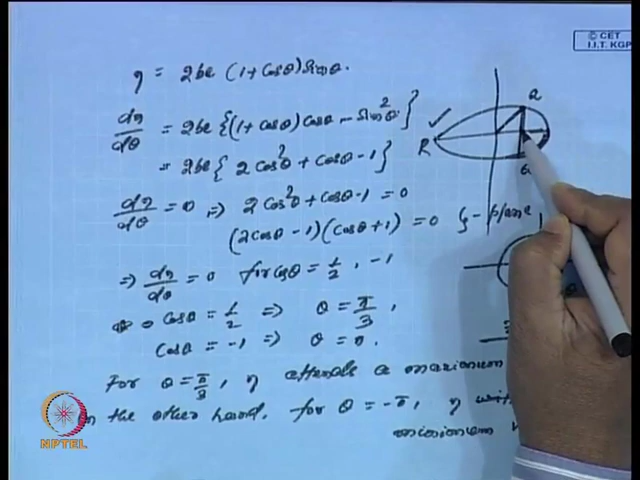 η = 2be (1+cosθ) sinθ.
dη/dθ = 2be {(1+cosθ) cosθ - sin²θ}
= 2be { 2cos²θ + cosθ - 1 }
dη/dθ = 0 ⇒ 2cos²θ + cosθ - 1 = 0
(2cosθ - 1)(cosθ + 1) = 0
⇒ dη/dθ = 0 for cosθ = 1/2, -1
cosθ = 1/2 ⇒ θ = π/3,
cosθ = -1 ⇒ θ = π.
For θ = π/3, η attends a maximum
on the other hand, for θ = -π, η
minimum
R
Q
ζ - plane
© CET
I.I.T. KGP
NPTEL